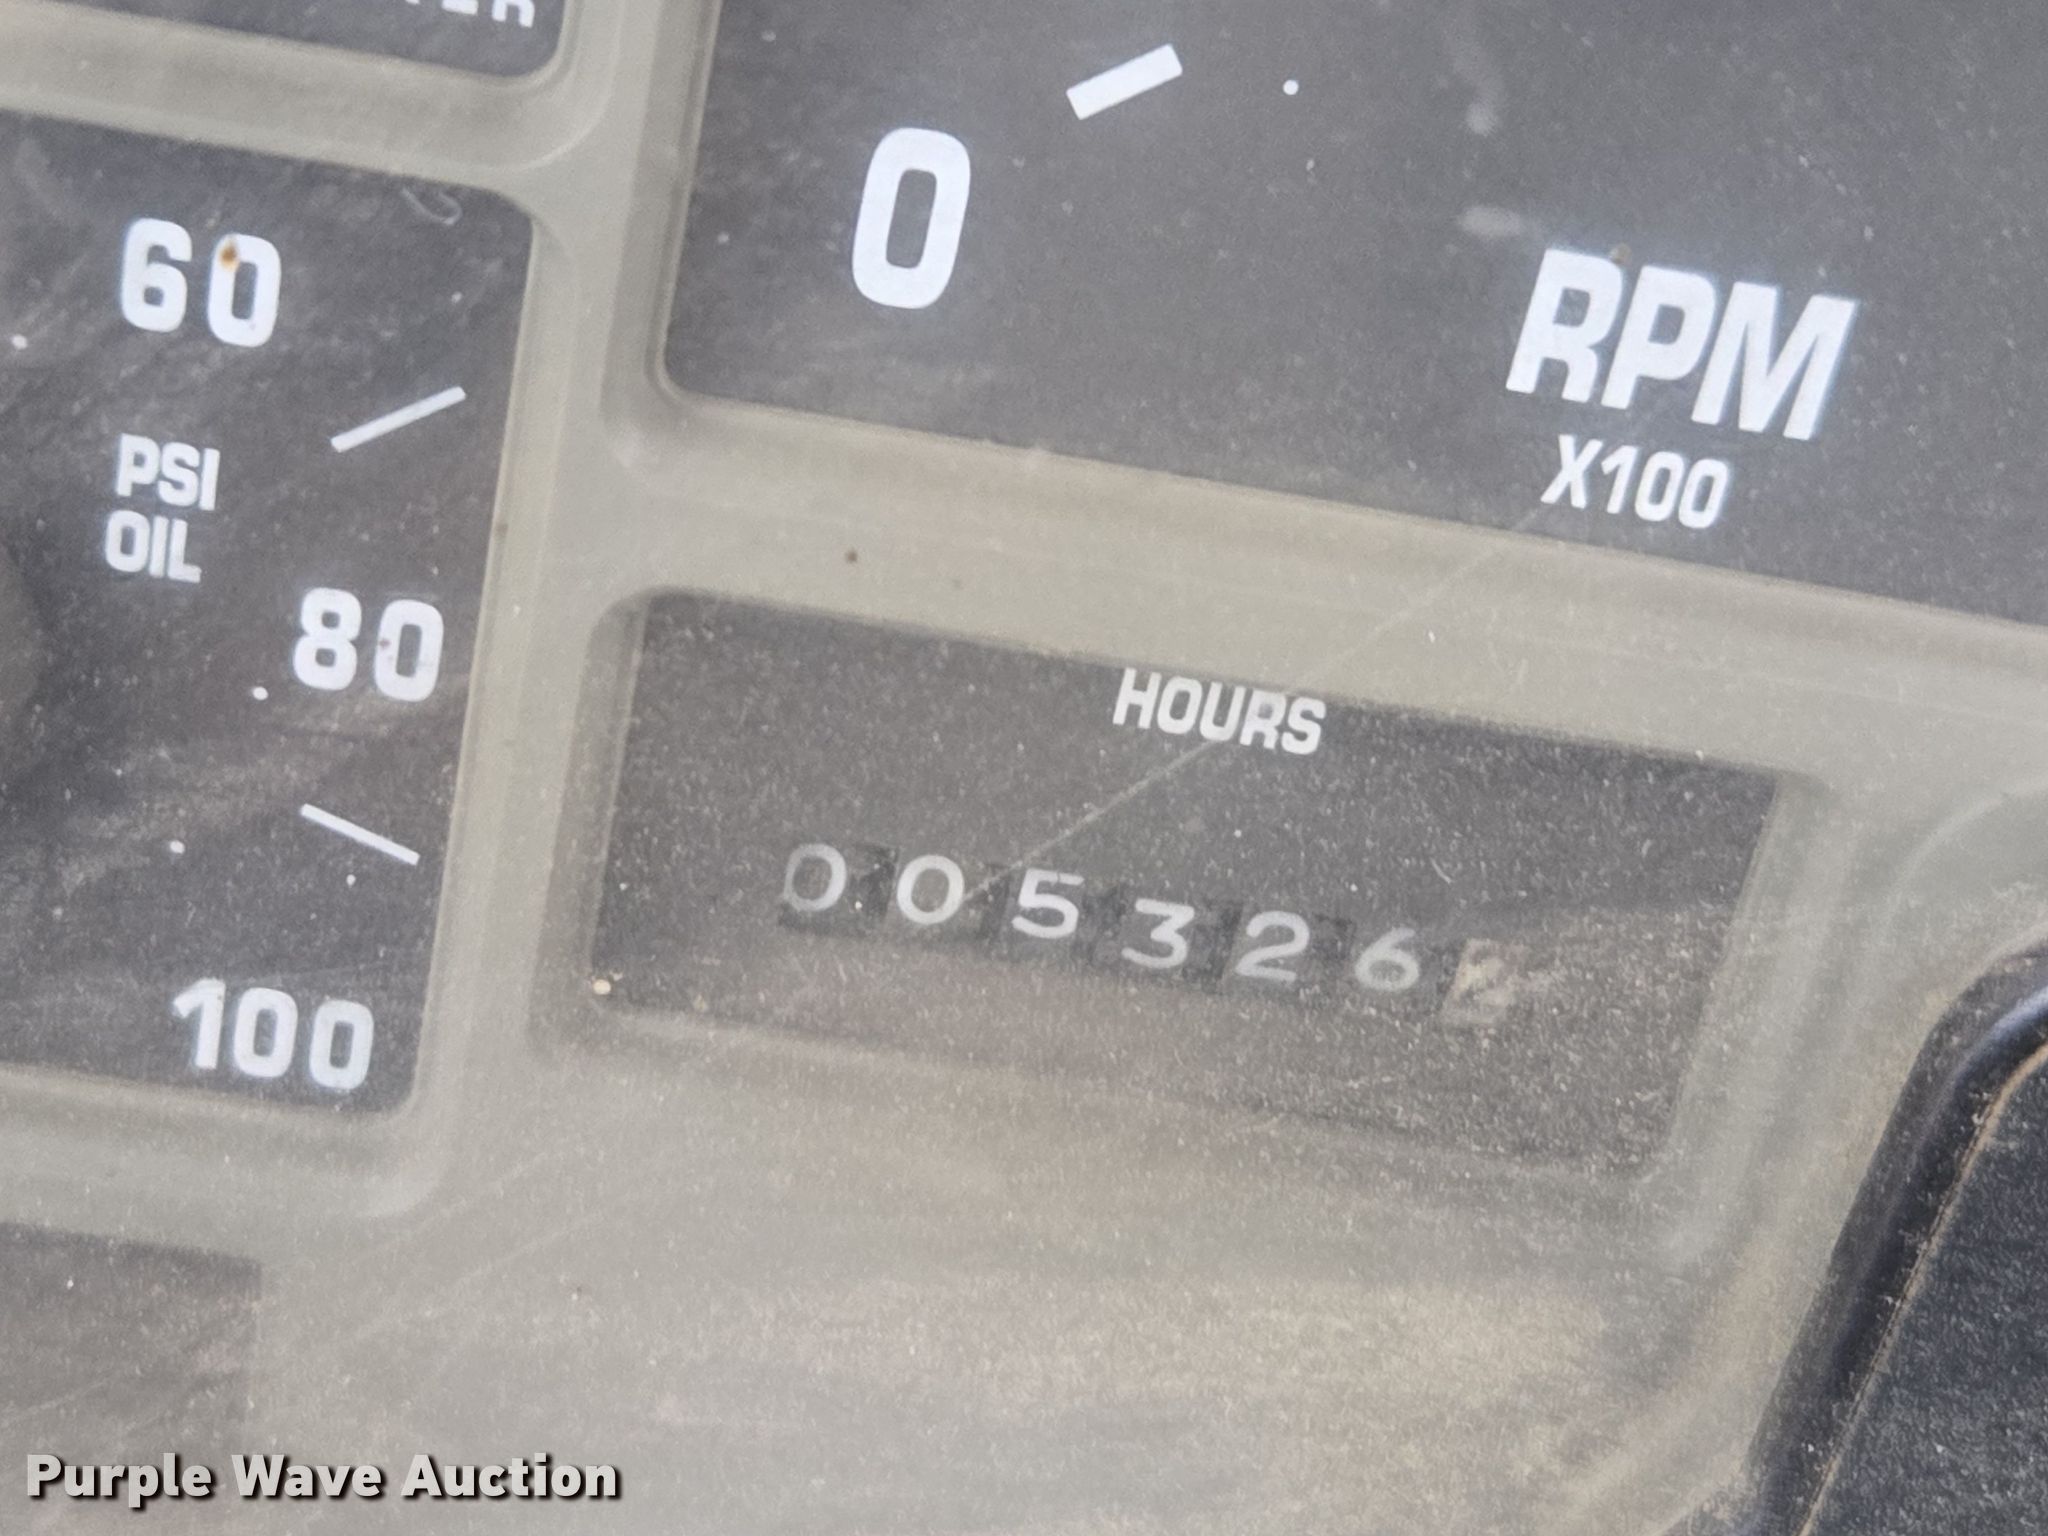 0
RPM
X100
60
PSI
OIL
80
100
HOURS
005326
Purple Wave Auction